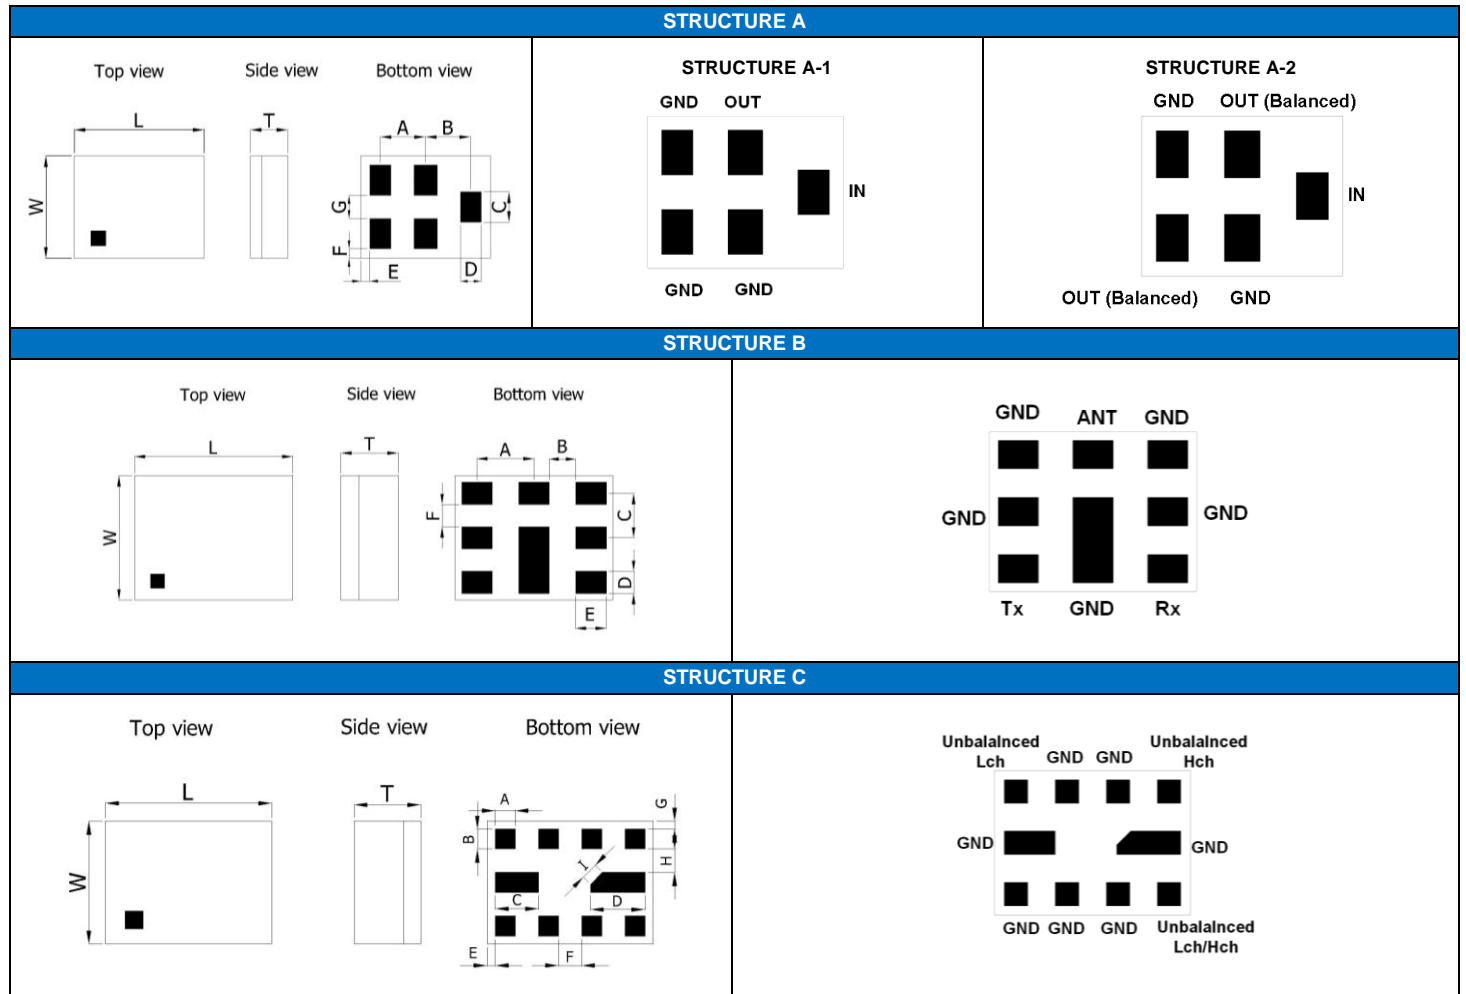 STRUCTURE A
Top view
Side view
Bottom view
L
T
A
B
W
G
C
F
E
D
STRUCTURE A-1
GND OUT
IN
GND GND
STRUCTURE A-2
GND OUT (Balanced)
IN
OUT (Balanced) GND
STRUCTURE B
Top view
Side view
Bottom view
L
T
A
B
W
F
C
D
E
GND ANT GND
GND GND
Tx GND Rx
STRUCTURE C
Top view
Side view
Bottom view
L
T
A
G
B
W
I
H
C
D
E
F
Unbalalnced
Lch
GND GND
Unbalalnced
Hch
GND GND
GND GND GND
Unbalalnced
Lch/Hch